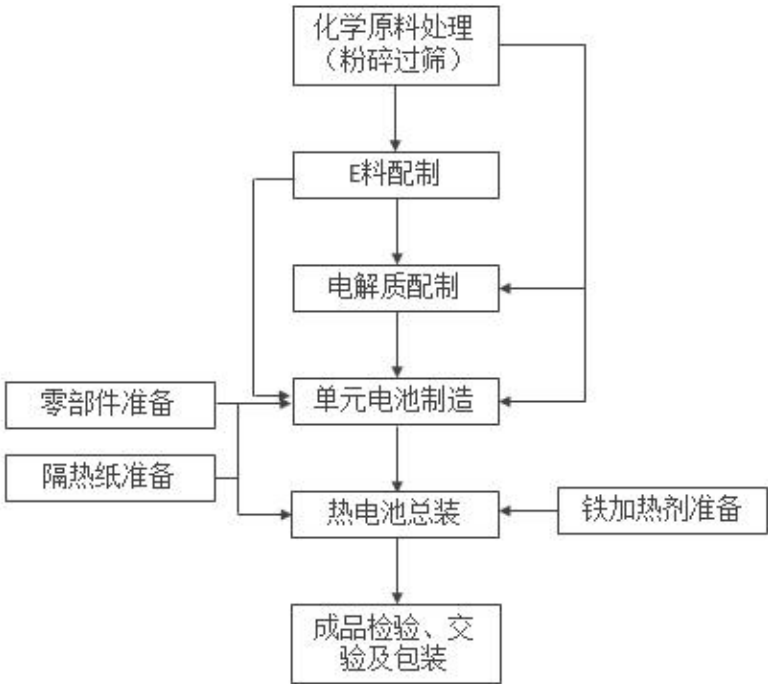 化学原料处理
（粉碎过筛）
E料配制
电解质配制
零部件准备
单元电池制造
隔热纸准备
热电池总装
铁加热剂准备
成品检验、交
验及包装